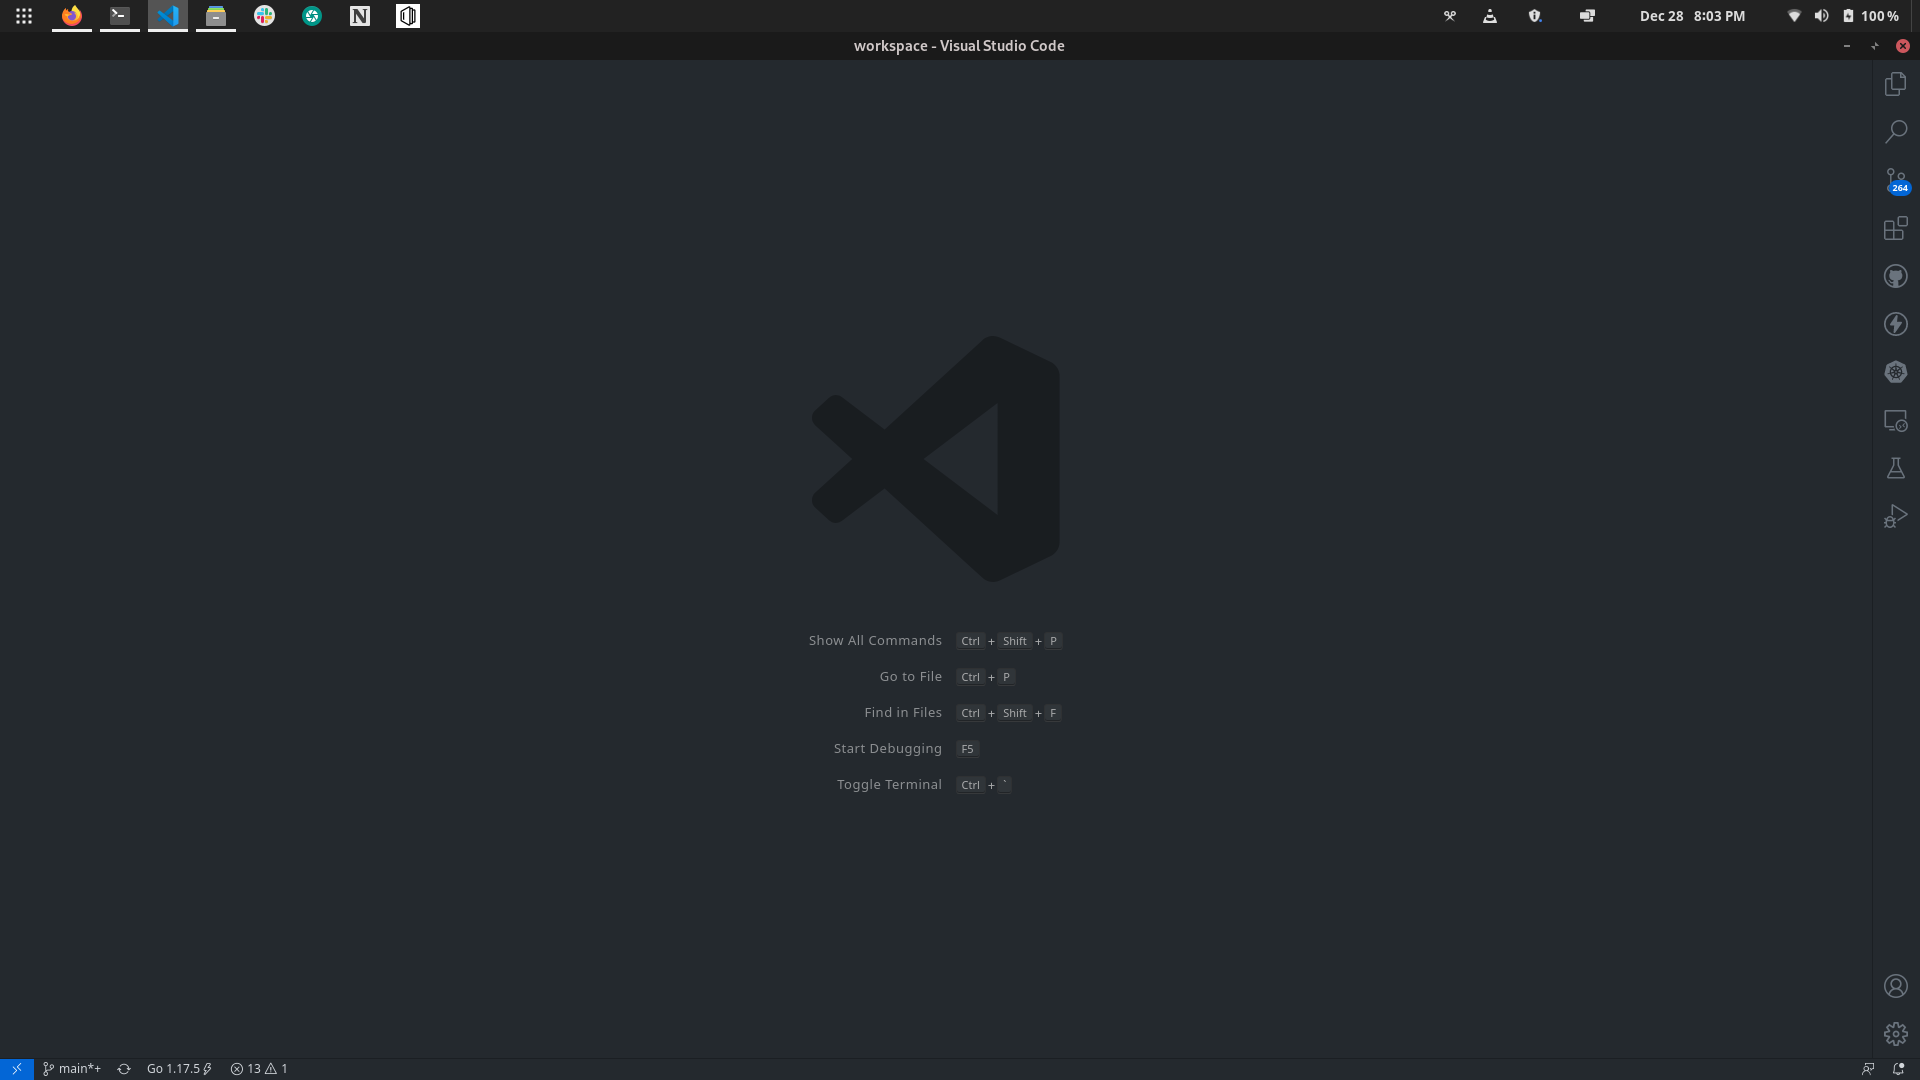 N
Dec 28 8:03 PM
100 %
workspace - Visual Studio Code
264
Show All Commands Ctrl + Shift + P
Go to File Ctrl + P
Find in Files Ctrl + Shift + F
Start Debugging F5
Toggle Terminal Ctrl + `
main*+ Go 1.17.5 13 1